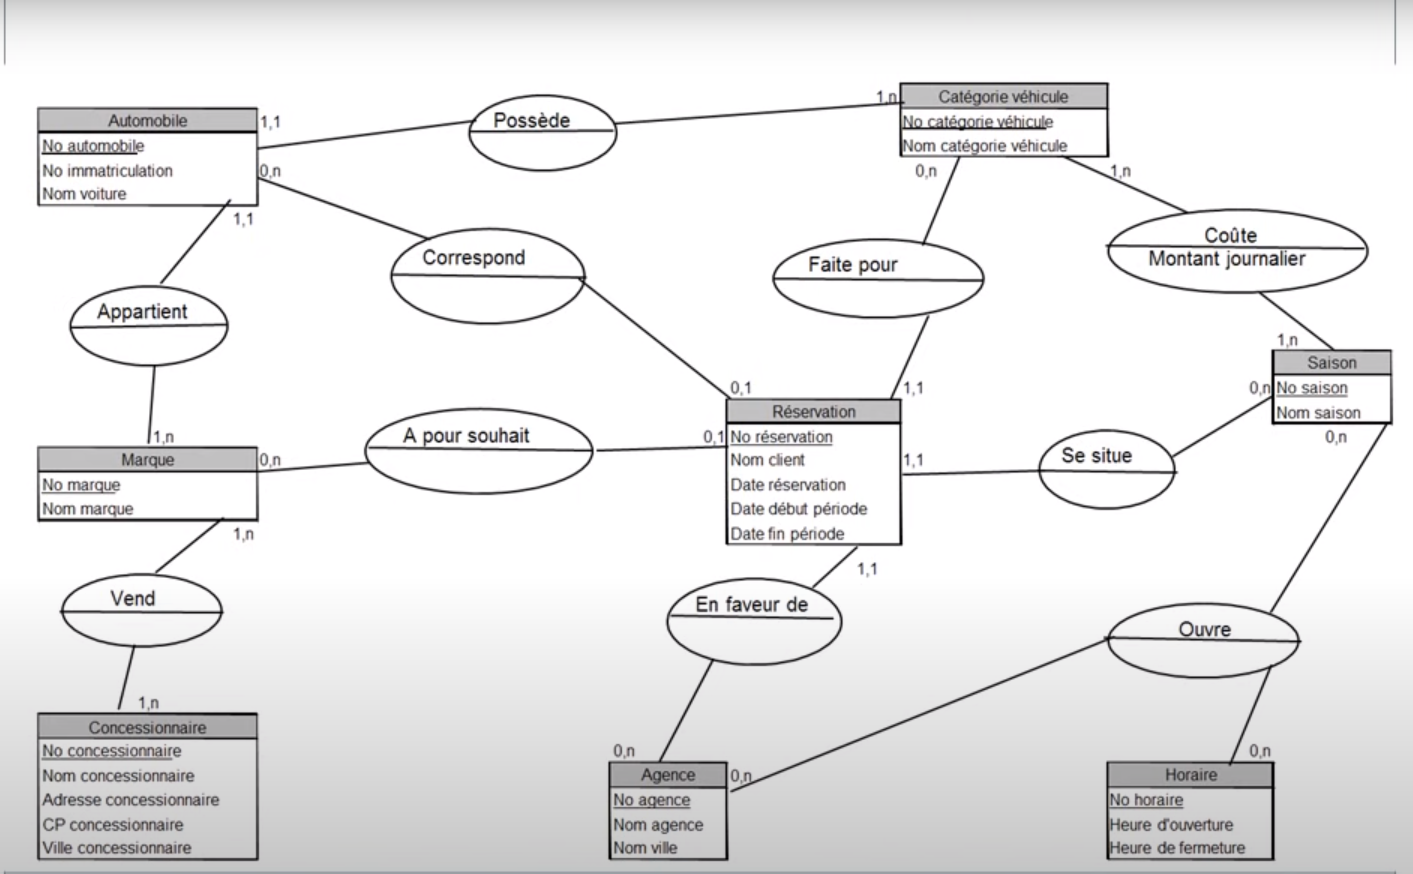 Automobile
No automobile
No immatriculation
Nom voiture
1,1
0,n
1,1
Possède
1,n
Catégorie véhicule
No catégorie véhicule
Nom catégorie véhicule
0,n
1,n
Correspond
Faite pour
Coûte
Montant journalier
Appartient
1,n
0,1
1,1
1,n
Saison
No saison
Nom saison
0,n
0,n
Marque
No marque
Nom marque
0,n
1,n
A pour souhait
0,1
Réservation
No réservation
Nom client
Date réservation
Date début période
Date fin période
1,1
1,1
Se situe
Vend
1,n
En faveur de
Ouvre
Concessionnaire
No concessionnaire
Nom concessionnaire
Adresse concessionnaire
CP concessionnaire
Ville concessionnaire
0,n
Agence
No agence
Nom agence
Nom ville
0,n
0,n
Horaire
No horaire
Heure d'ouverture
Heure de fermeture